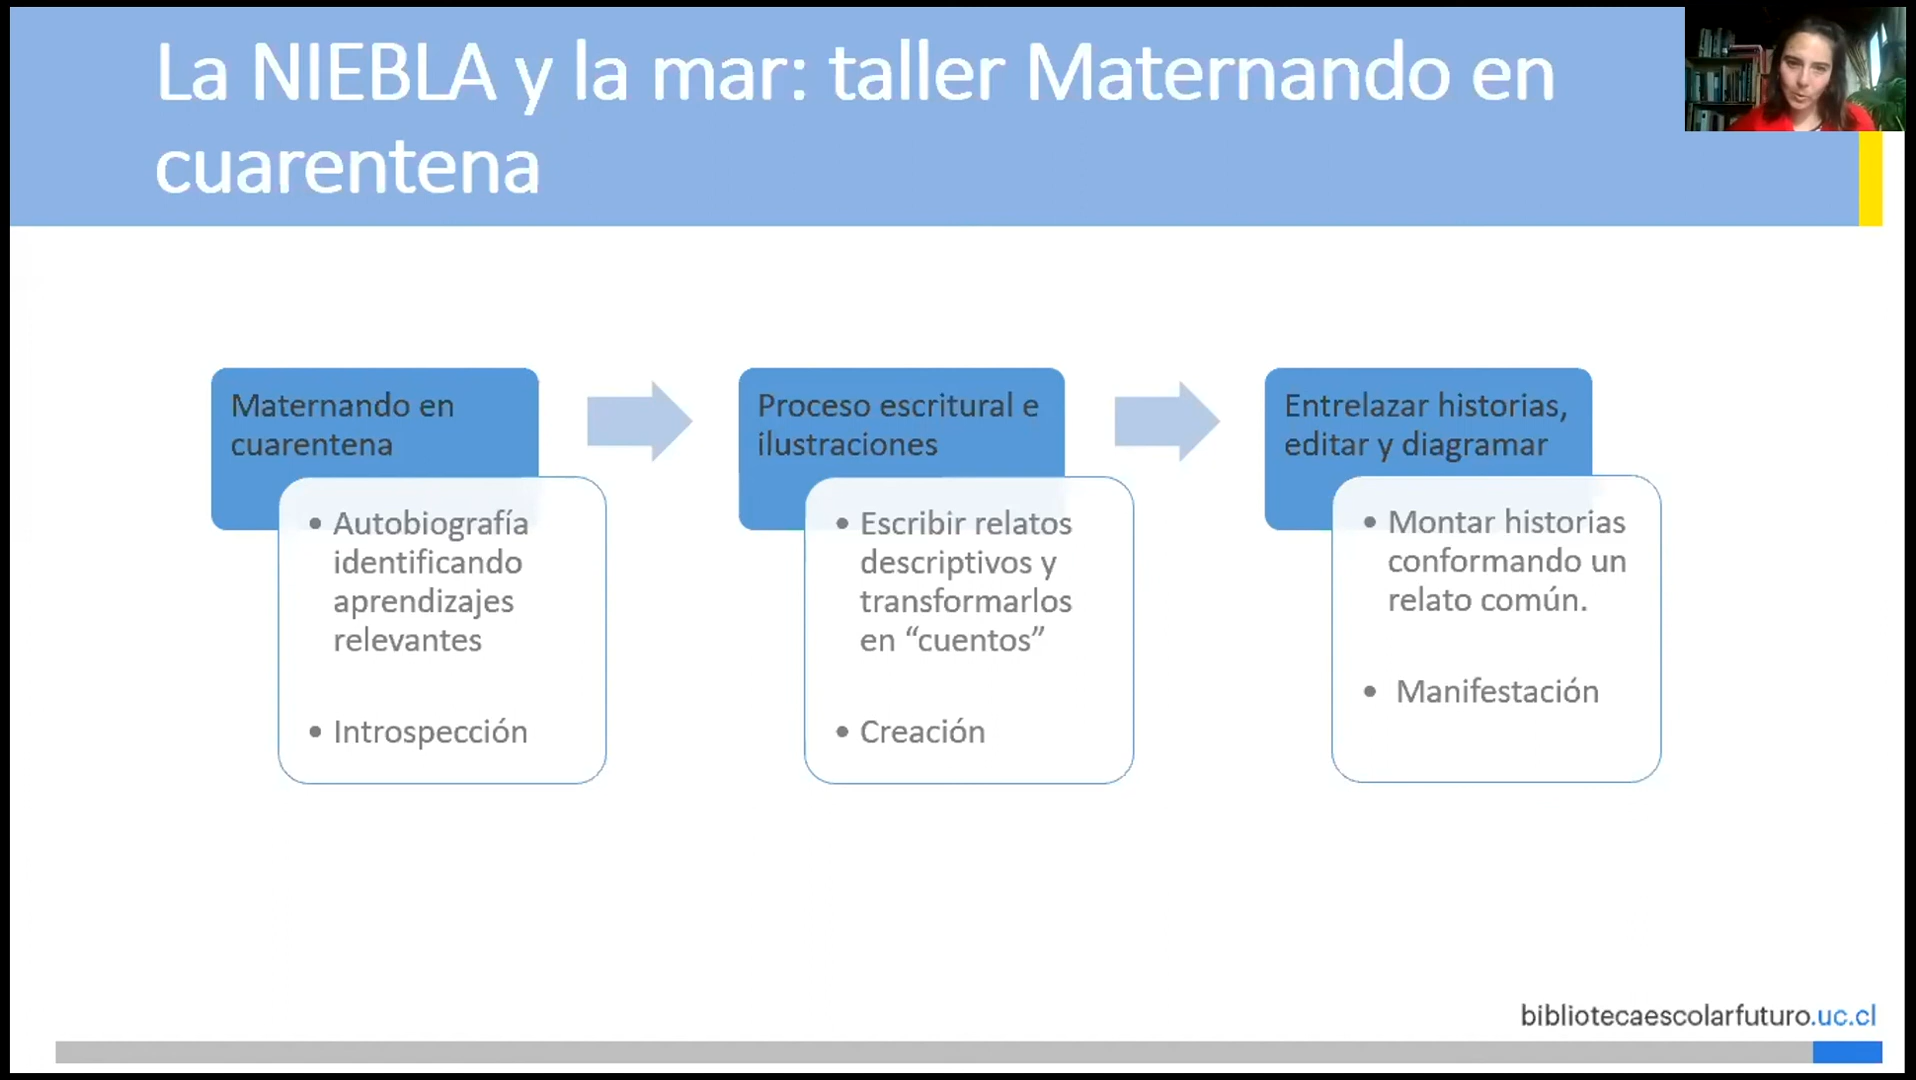 La NIEBLA y la mar: taller Maternando en
cuarentena
Maternando en
cuarentena
• Autobiografía
identificando
aprendizajes
relevantes
• Introspección
Proceso escritural e
ilustraciones
• Escribir relatos
descriptivos y
transformarlos
en “cuentos”
• Creación
Entrelazar historias,
editar y diagramar
• Montar historias
conformando un
relato común.
• Manifestación
bibliotecaescolarfuturo.uc.cl